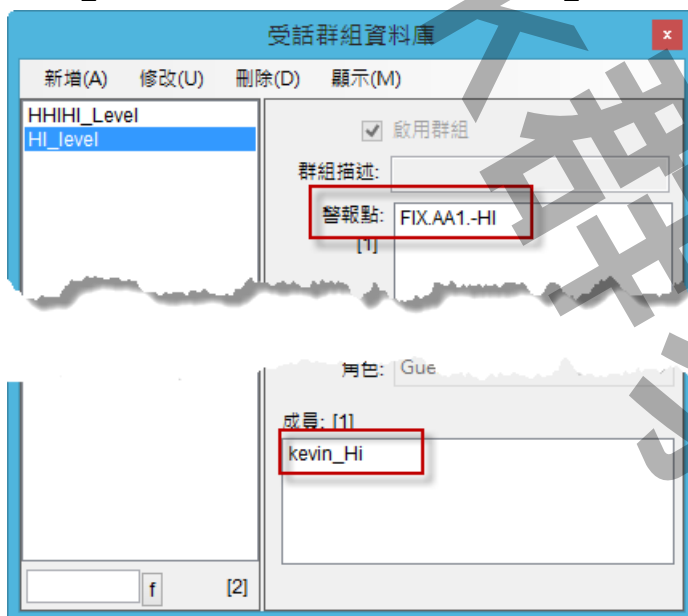 受話群組資料庫
x
新增(A) 修改(U) 刪除(D) 顯示(M)
HHIHI_Level
HI_level
啟用群組
群組描述:
警報點: FIX.AA1.-HI
[1]
角色: Gue
成員: [1]
kevin_Hi
f [2]